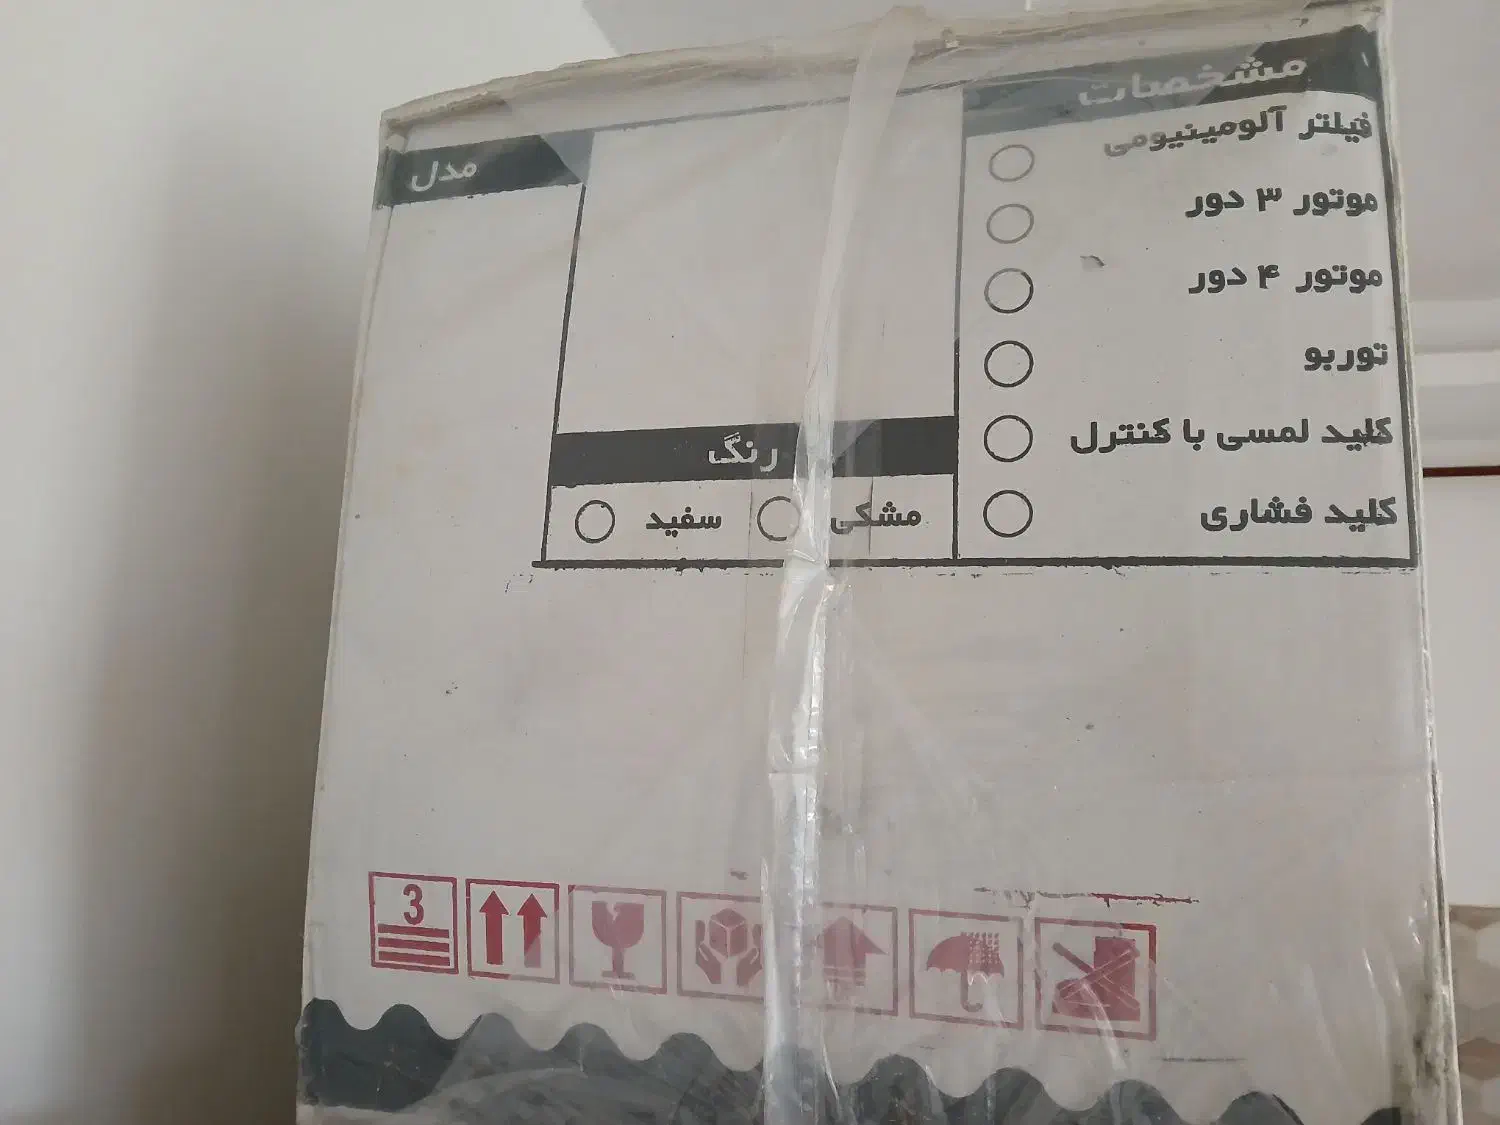 مشخصات
فیلتر آلومینیومی
موتور ۳ دور
موتور ۴ دور
توربو
کلید لمسی با کنترل
کلید فشاری
رنگ
مشکی
سفید
مدل
3